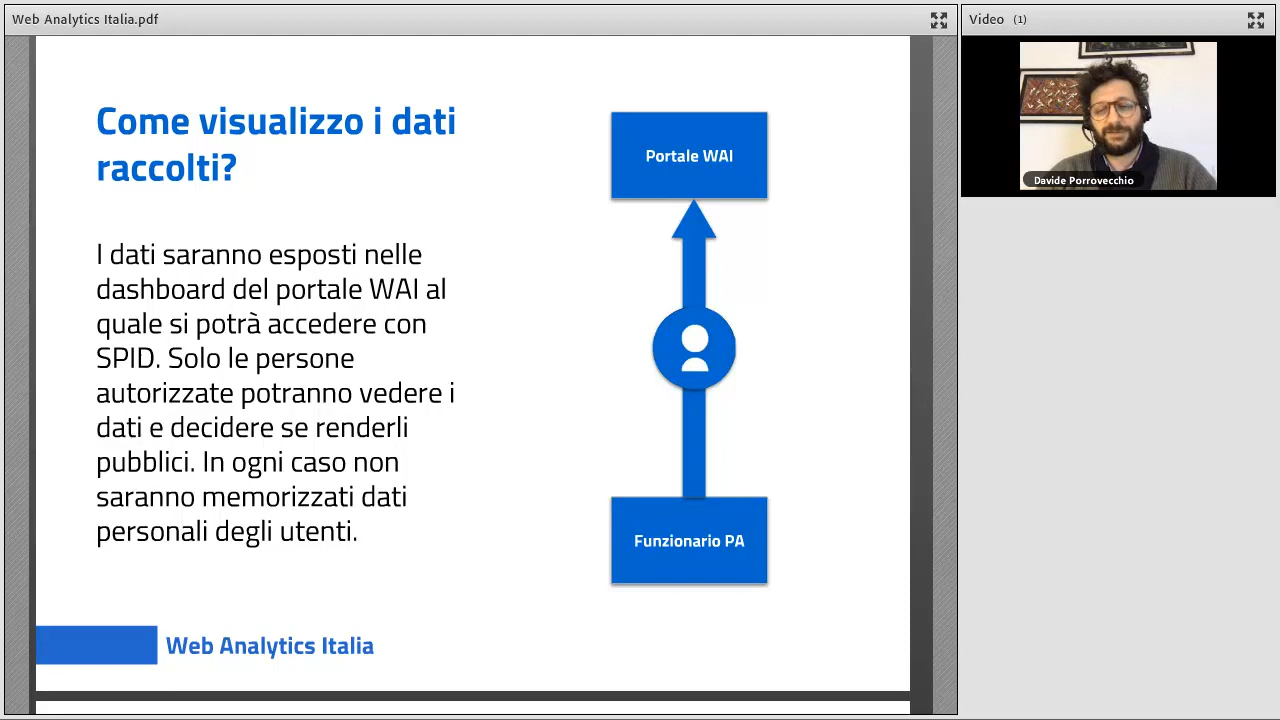 Web Analytics Italia.pdf
Video (1)
Come visualizzo i dati
raccolti?
I dati saranno esposti nelle
dashboard del portale WAI al
quale si potrà accedere con
SPID. Solo le persone
autorizzate potranno vedere i
dati e decidere se renderli
pubblici. In ogni caso non
saranno memorizzati dati
personali degli utenti.
Portale WAI
Funzionario PA
Web Analytics Italia
Davide Porrovecchio